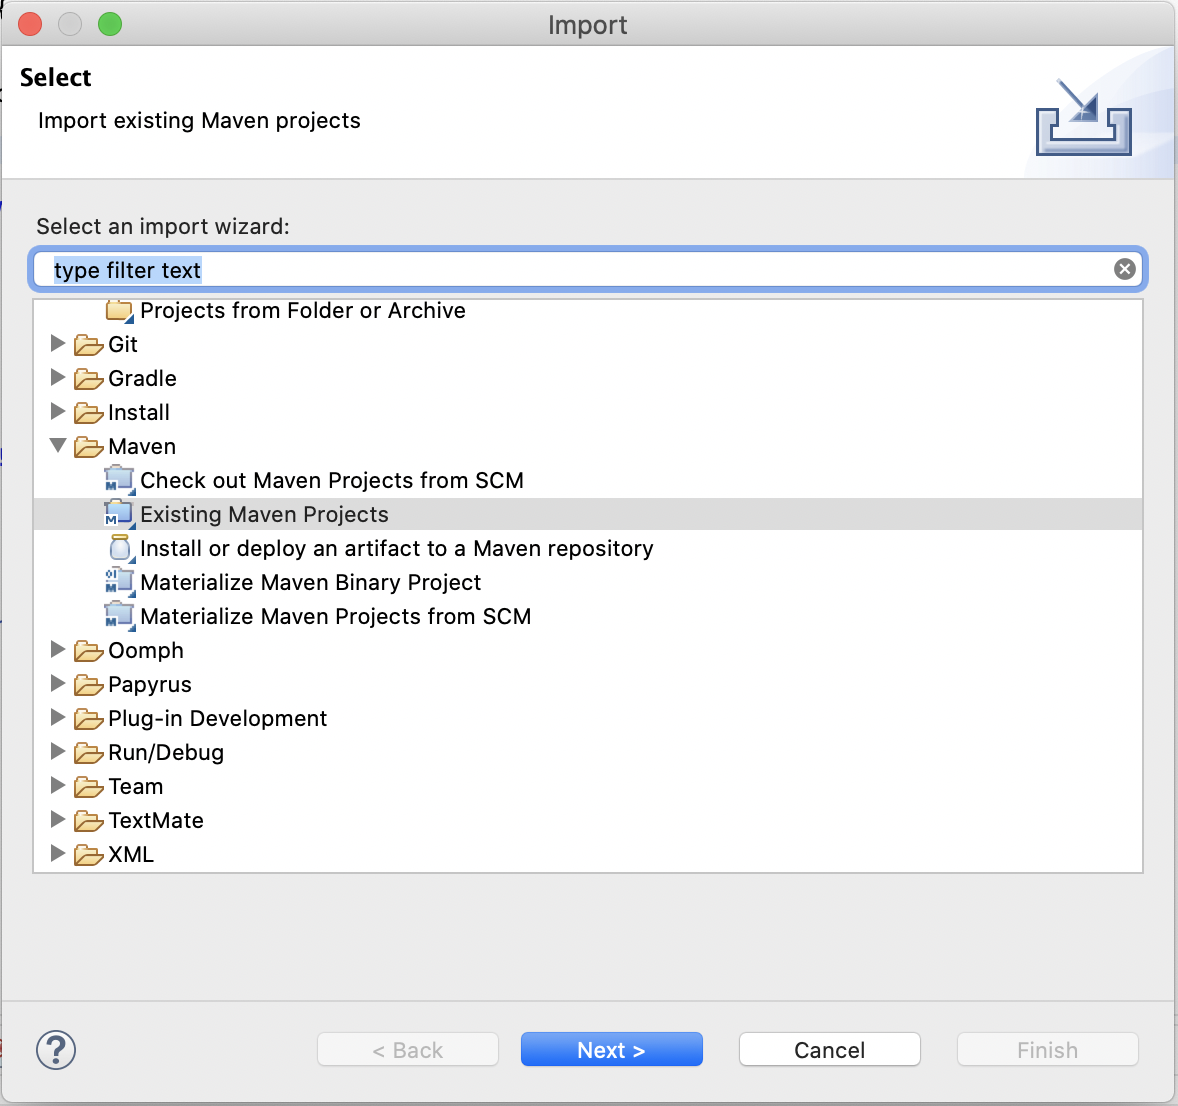 Import
Select
Import existing Maven projects
Select an import wizard:
type filter text
Projects from Folder or Archive
Git
Gradle
Install
Maven
Check out Maven Projects from SCM
Existing Maven Projects
Install or deploy an artifact to a Maven repository
Materialize Maven Binary Project
Materialize Maven Projects from SCM
Oomph
Papyrus
Plug-in Development
Run/Debug
Team
TextMate
XML
? < Back Next > Cancel Finish